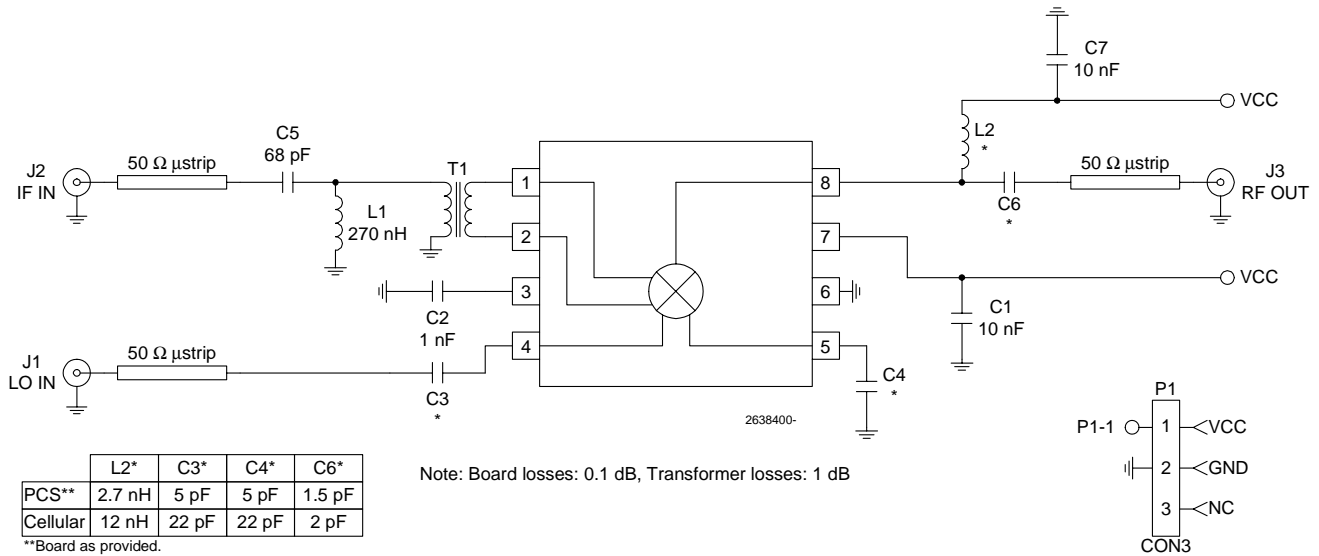 C7
10 nF
VCC
L2
*
C5
68 pF
J2
IF IN
50 Ω µstrip
T1
L1
270 nH
1
2
3
4
8
7
6
5
C6
*
50 Ω µstrip
J3
RF OUT
VCC
C2
1 nF
C1
10 nF
J1
LO IN
50 Ω µstrip
C3
*
C4
*
2638400-
P1
P1-1
1
VCC
2
GND
3
NC
CON3
L2* C3* C4* C6*
PCS** 2.7 nH 5 pF 5 pF 1.5 pF
Cellular 12 nH 22 pF 22 pF 2 pF
**Board as provided.
Note: Board losses: 0.1 dB, Transformer losses: 1 dB